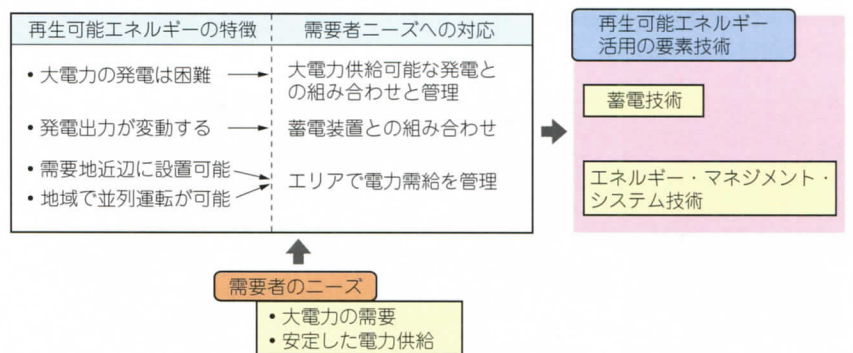 再生可能エネルギーの特徴
需要者ニーズへの対応
・大電力の発電は困難
大電力供給可能な発電と
の組み合わせと管理
・発電出力が変動する
蓄電装置との組み合わせ
・需要地近辺に設置可能
・地域で並列運転が可能
エリアで電力需給を管理
再生可能エネルギー
活用の要素技術
蓄電技術
エネルギー・マネジメント・
システム技術
需要者のニーズ
・大電力の需要
・安定した電力供給